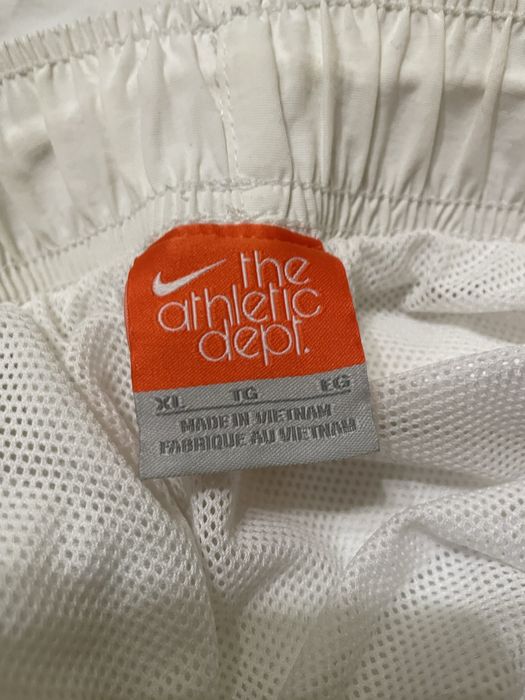 the
athletic
dept.
XL TG EG
MADE IN VIETNAM
FABRIQUE AU VIETNAM